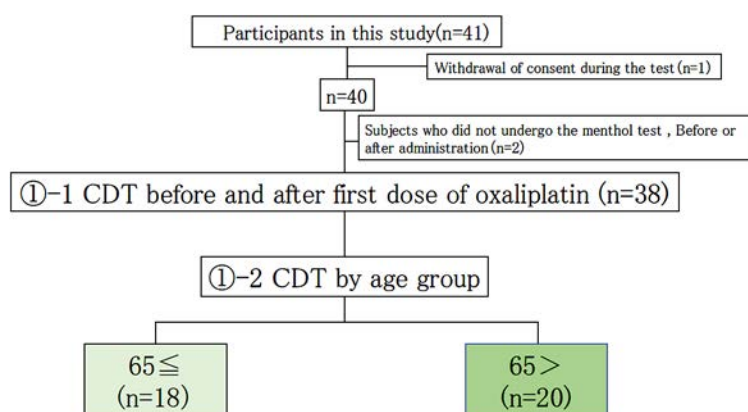 Participants in this study(n=41)
Withdrawal of consent during the test(n=1)
n=40
Subjects who did not undergo the menthol test , Before or
after administration(n=2)
①-1 CDT before and after first dose of oxaliplatin (n=38)
①-2 CDT by age group
65≦
(n=18)
65＞
(n=20)